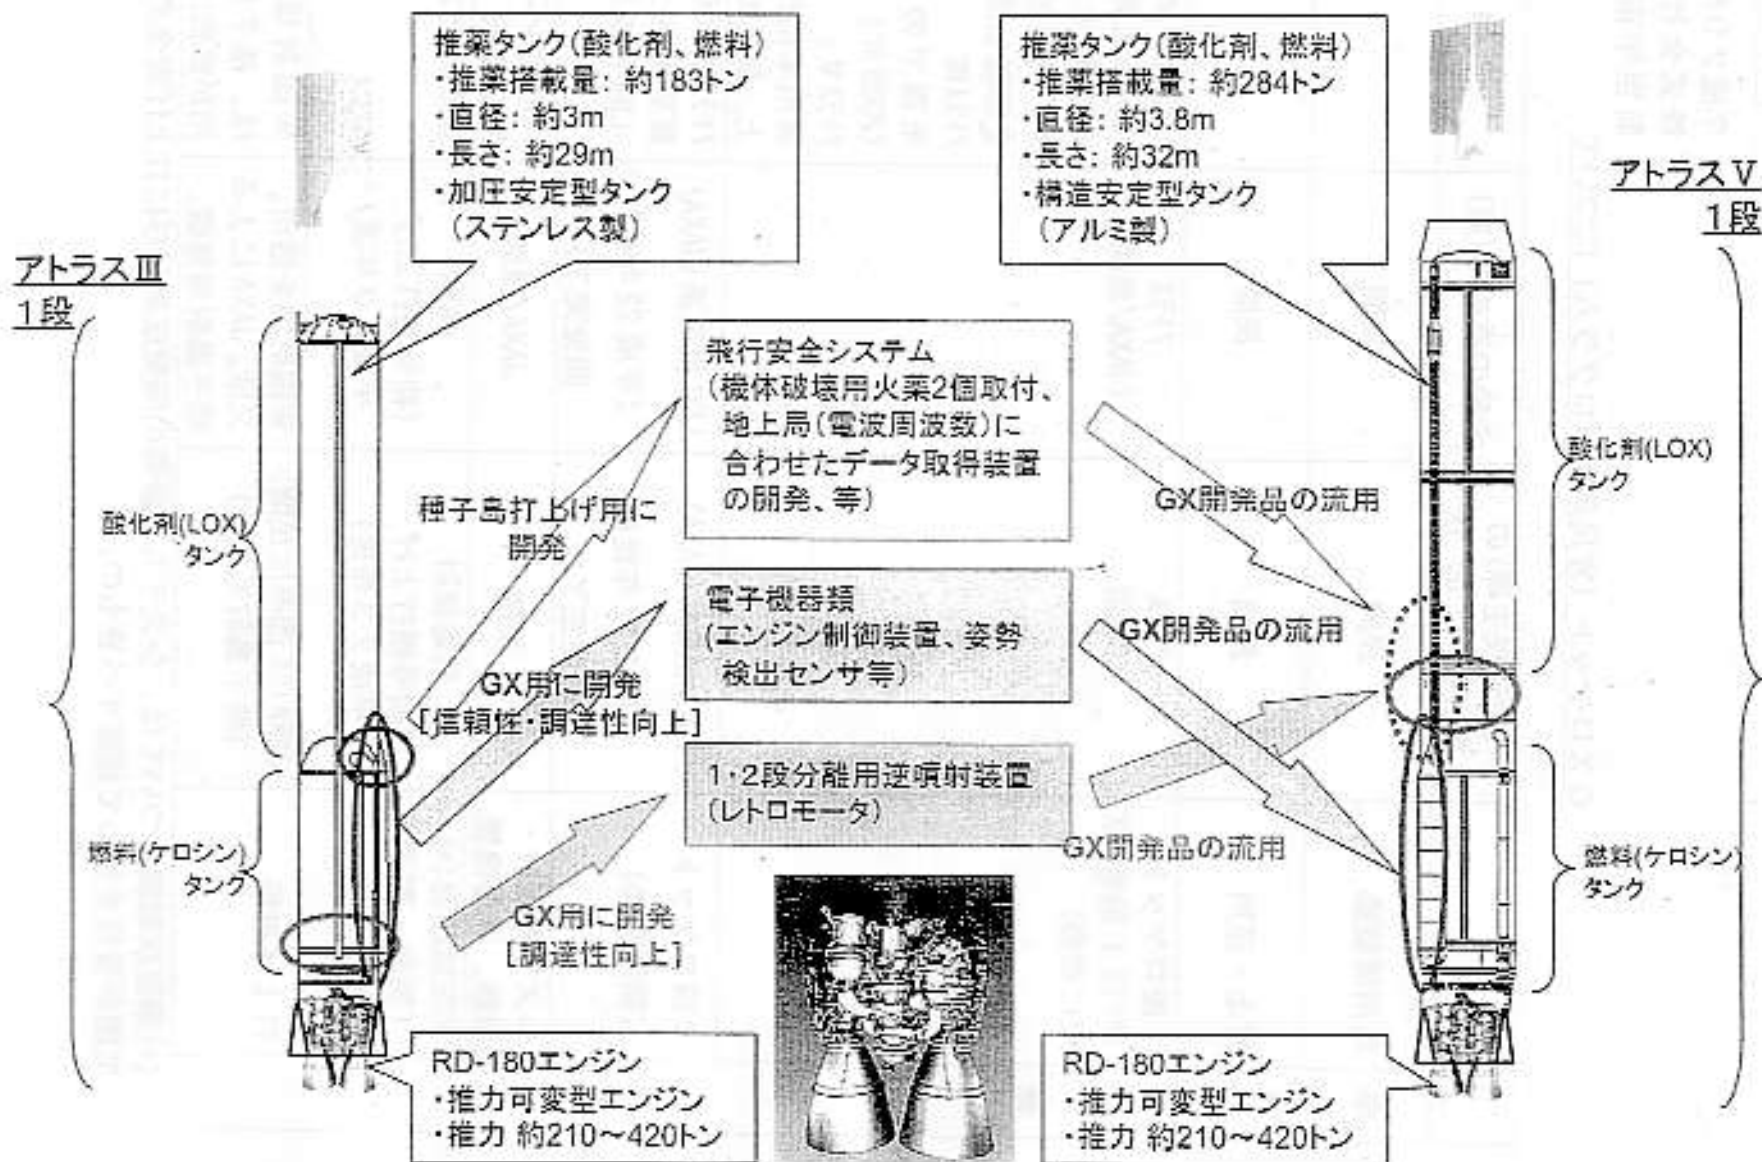 推薬タンク(酸化剤、燃料)
・推薬搭載量: 約183トン
・直径: 約3m
・長さ: 約29m
・加圧安定型タンク
(ステンレス製)
推薬タンク(酸化剤、燃料)
・推薬搭載量: 約284トン
・直径: 約3.8m
・長さ: 約32m
・構造安定型タンク
(アルミ製)
アトラスⅢ
1段
アトラスⅤ
1段
飛行安全システム
(機体破壊用火薬2個取付、
地上局(電波周波数)に
合わせたデータ取得装置
の開発、等)
種子島打上げ用に
開発
GX開発品の流用
酸化剤(LOX)
タンク
酸化剤(LOX)
タンク
電子機器類
(エンジン制御装置、姿勢
検出センサ等)
GX用に開発
[信頼性・調達性向上]
GX開発品の流用
1・2段分離用逆噴射装置
(レトロモータ)
GX開発品の流用
燃料(ケロシン)
タンク
燃料(ケロシン)
タンク
GX用に開発
[調達性向上]
RD-180エンジン
・推力可変型エンジン
・推力 約210～420トン
RD-180エンジン
・推力可変型エンジン
・推力 約210～420トン